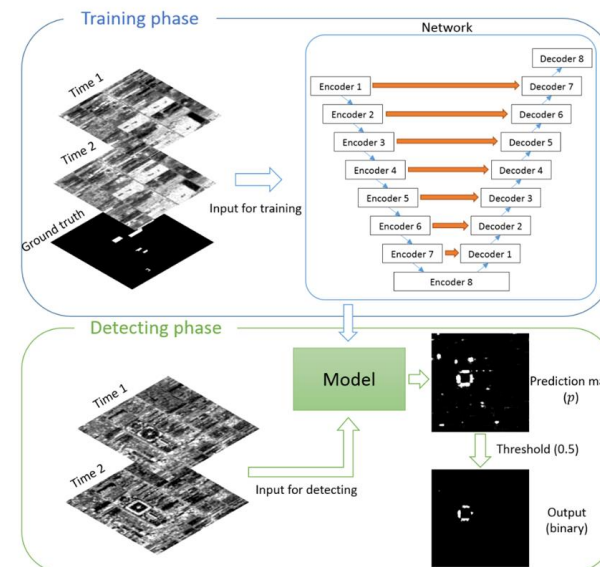 Training phase
Network
Time 1
Time 2
Ground truth
Input for training
Encoder 1
Encoder 2
Encoder 3
Encoder 4
Encoder 5
Encoder 6
Encoder 7
Encoder 8
Decoder 8
Decoder 7
Decoder 6
Decoder 5
Decoder 4
Decoder 3
Decoder 2
Decoder 1
Detecting phase
Time 1
Time 2
Input for detecting
Model
Prediction ma
(p)
Threshold (0.5)
Output
(binary)